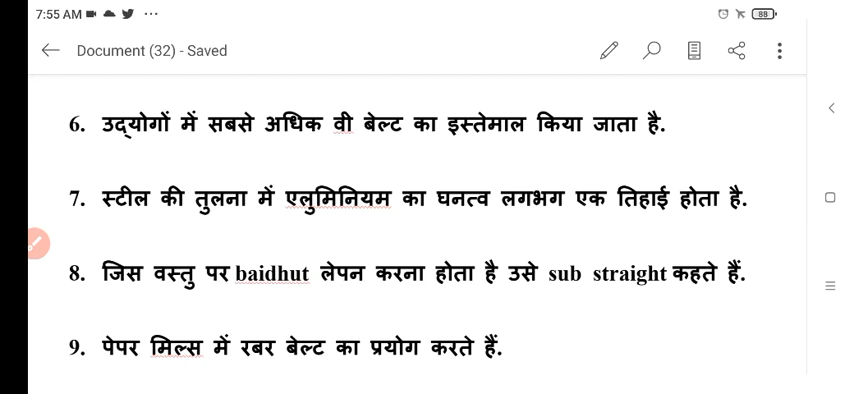 7:55 AM ...
88
Document (32) - Saved
6. उद्योगों में सबसे अधिक वी बेल्ट का इस्तेमाल किया जाता है.
7. स्टील की तुलना में एलुमिनियम का घनत्व लगभग एक तिहाई होता है.
8. जिस वस्तु पर baidhut लेपन करना होता है उसे sub straight कहते हैं.
9. पेपर मिल्स में रबर बेल्ट का प्रयोग करते हैं.